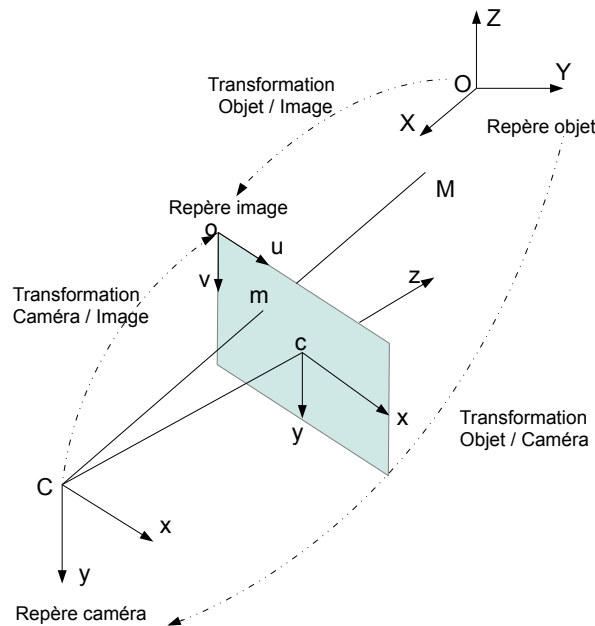 Z
Transformation
Objet / Image
O
Y
X
Repère objet
M
Repère image
o
u
z
v
m
Transformation
Caméra / Image
c
x
y
Transformation
Objet / Caméra
C
x
y
Repère caméra